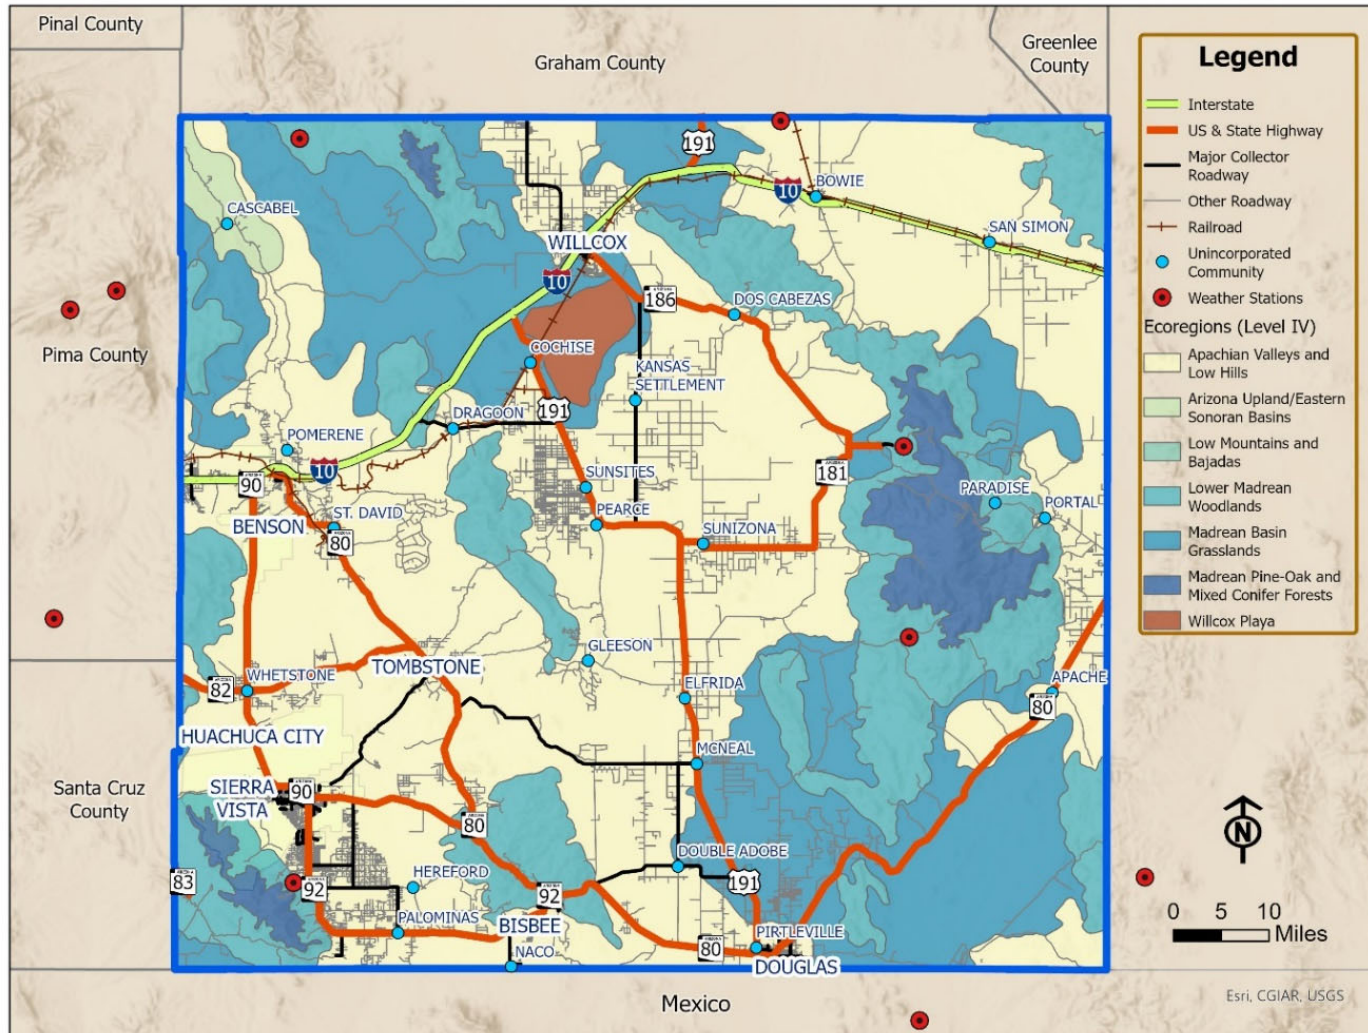 Pinal County
Graham County
Greenlee
County
Pima County
Santa Cruz
County
Mexico
191
10
BOWIE
CASCABEL
SAN SIMON
WILLCOX
10
186
DOS CABEZAS
COCHISE
KANSAS
SETTLEMENT
191
DRAGOON
POMERENE
10
90
181
SUNSITES
PARADISE
PORTAL
BENSON
ST. DAVID
PEARCE
SUNIZONA
80
GLEESON
TOMBSTONE
WHETSTONE
82
ELFRIDA
APACHE
80
HUACHUCA CITY
MCNEAL
SIERRA
VISTA
90
80
DOUBLE ADOBE
83
92
HEREFORD
92
191
PALOMINAS
BISBEE
PIRTLEVILLE
80
NACO
DOUGLAS
Legend
Interstate
US & State Highway
Major Collector
Roadway
Other Roadway
Railroad
Unincorporated
Community
Weather Stations
Ecoregions (Level IV)
Apachian Valleys and
Low Hills
Arizona Upland/Eastern
Sonoran Basins
Low Mountains and
Bajadas
Lower Madrean
Woodlands
Madrean Basin
Grasslands
Madrean Pine-Oak and
Mixed Conifer Forests
Willcox Playa
N
0 5 10
Miles
Esri, CGIAR, USGS